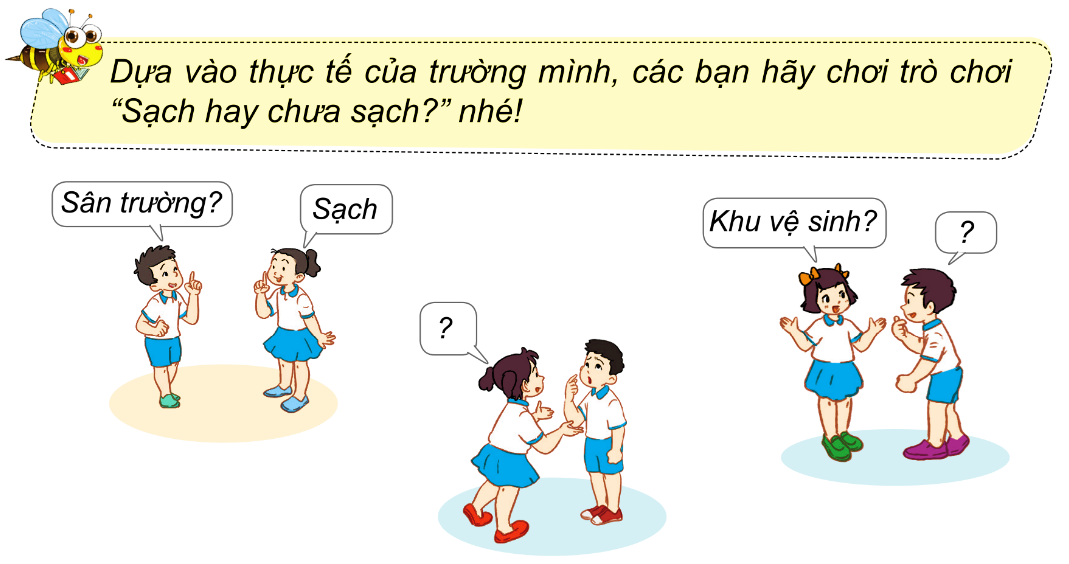 Dựa vào thực tế của trường mình, các bạn hãy chơi trò chơi
“Sạch hay chưa sạch?” nhé!
Sân trường?
Sạch
Khu vệ sinh?
?
?